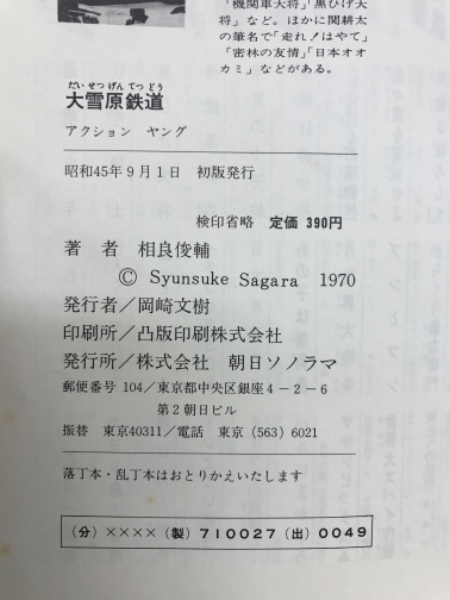 「機関車大将」「黒ひげ大
将」など。ほかに関耕太
の筆名で「走れ!はやて」
「密林の友情」「日本オオ
カミ」などがある。
だいせつげんてつどう
大雪原鉄道
アクション ヤング
昭和45年9月1日 初版発行
検印省略 定価 390円
著 者 相良俊輔
© Syunsuke Sagara 1970
発行者/岡崎文樹
印刷所/凸版印刷株式会社
発行所/株式会社 朝日ソノラマ
郵便番号 104/東京都中央区銀座4-2-6
第2朝日ビル
振替 東京40311/電話 東京(563)6021
落丁本・乱丁本はおとりかえいたします
(分)××××(製)710027(出)0049